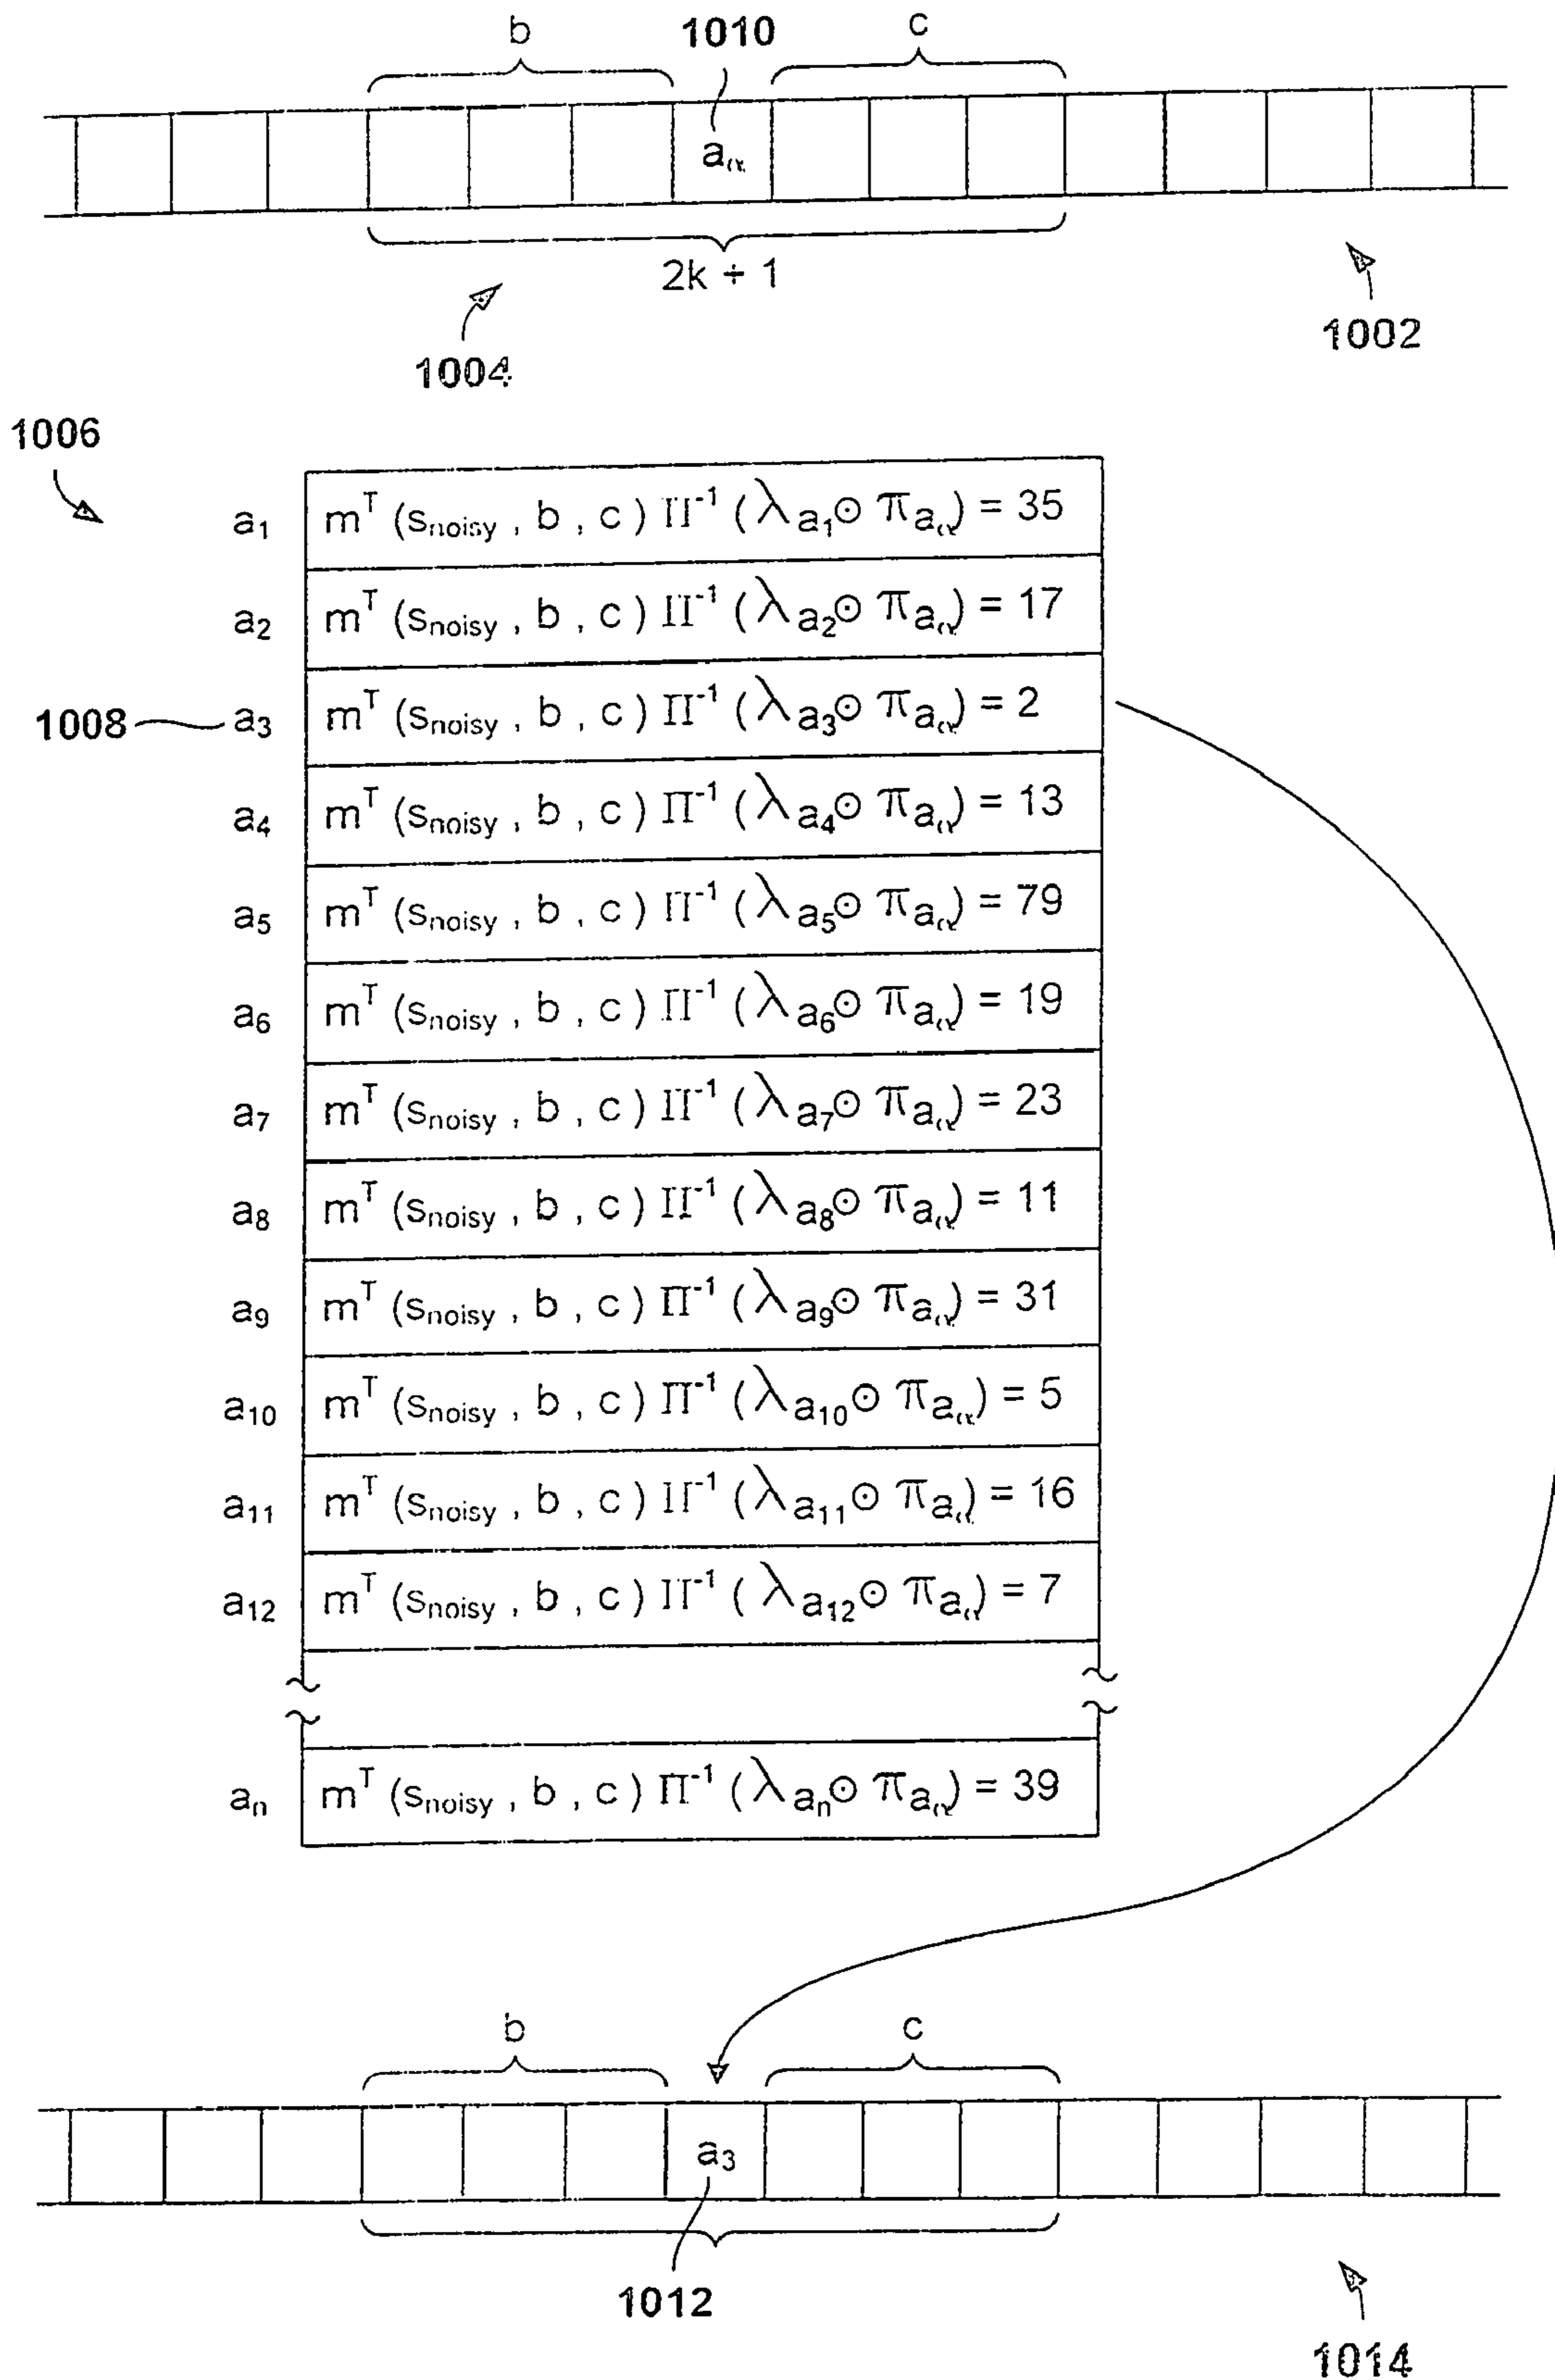 b 1010 c
aα
2k + 1
1004 1002
1006
a1 mT (snoisy , b , c) Π-1 (λa1⊙ πaα) = 35
a2 mT (snoisy , b , c) Π-1 (λa2⊙ πaα) = 17
1008 a3 mT (snoisy , b , c) Π-1 (λa3⊙ πaα) = 2
a4 mT (snoisy , b , c) Π-1 (λa4⊙ πaα) = 13
a5 mT (snoisy , b , c) Π-1 (λa5⊙ πaα) = 79
a6 mT (snoisy , b , c) Π-1 (λa6⊙ πaα) = 19
a7 mT (snoisy , b , c) Π-1 (λa7⊙ πaα) = 23
a8 mT (snoisy , b , c) Π-1 (λa8⊙ πaα) = 11
a9 mT (snoisy , b , c) Π-1 (λa9⊙ πaα) = 31
a10 mT (snoisy , b , c) Π-1 (λa10⊙ πaα) = 5
a11 mT (snoisy , b , c) Π-1 (λa11⊙ πaα) = 16
a12 mT (snoisy , b , c) Π-1 (λa12⊙ πaα) = 7
an mT (snoisy , b , c) Π-1 (λan⊙ πaα) = 39
b c
a3
1012
1014